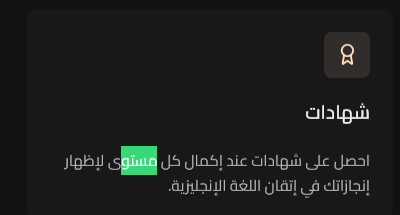 شهادات
احصل على شهادات عند إكمال كل مستوى لإظهار
إنجازاتك في إتقان اللغة الإنجليزية.